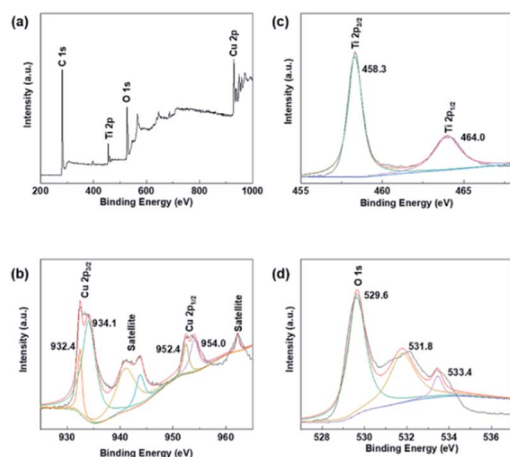 (a)
C 1s
Ti 2p
O 1s
Cu 2p
Intensity (a.u.)
200 400 600 800 1000
Binding Energy (eV)
(c)
Ti 2p3/2
458.3
Ti 2p1/2
464.0
Intensity (a.u.)
455 460 465
Binding Energy (eV)
(b)
Cu 2p3/2
934.1
932.4
Satellite
Cu 2p1/2
952.4
954.0
Satellite
Intensity (a.u.)
930 940 950 960
Binding Energy (eV)
(d)
O 1s
529.6
531.8
533.4
Intensity (a.u.)
528 530 532 534 536
Binding Energy (eV)